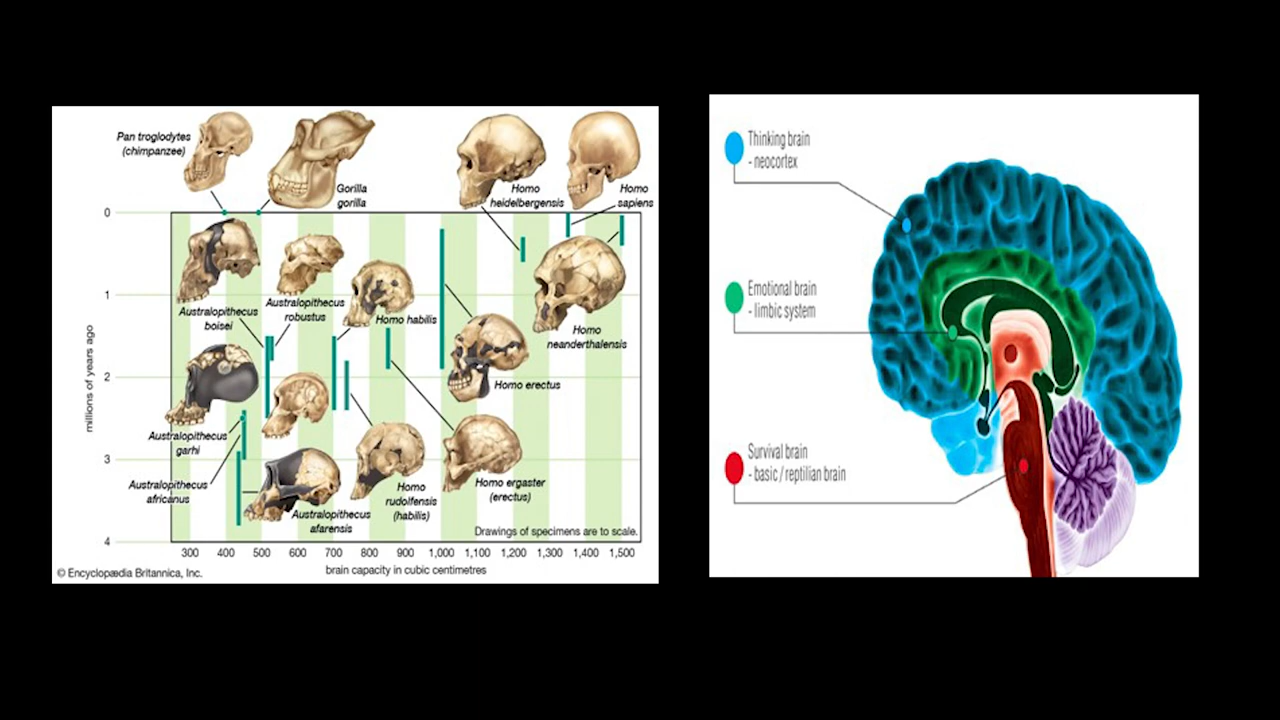 Pan troglodytes
(chimpanzee)
Gorilla
gorilla
Homo
heidelbergensis
Homo
sapiens
0
Australopithecus
boisei
Australopithecus
robustus
Homo habilis
Homo
neanderthalensis
1
millions of years ago
2
Homo erectus
Australopithecus
garhi
3
Australopithecus
africanus
Australopithecus
afarensis
Homo
rudolfensis
(habilis)
Homo ergaster
(erectus)
Drawings of specimens are to scale.
4
300 400 500 600 700 800 900 1,000 1,100 1,200 1,300 1,400 1,500
brain capacity in cubic centimetres
© Encyclopædia Britannica, Inc.
Thinking brain
- neocortex
Emotional brain
- limbic system
Survival brain
- basic / reptilian brain